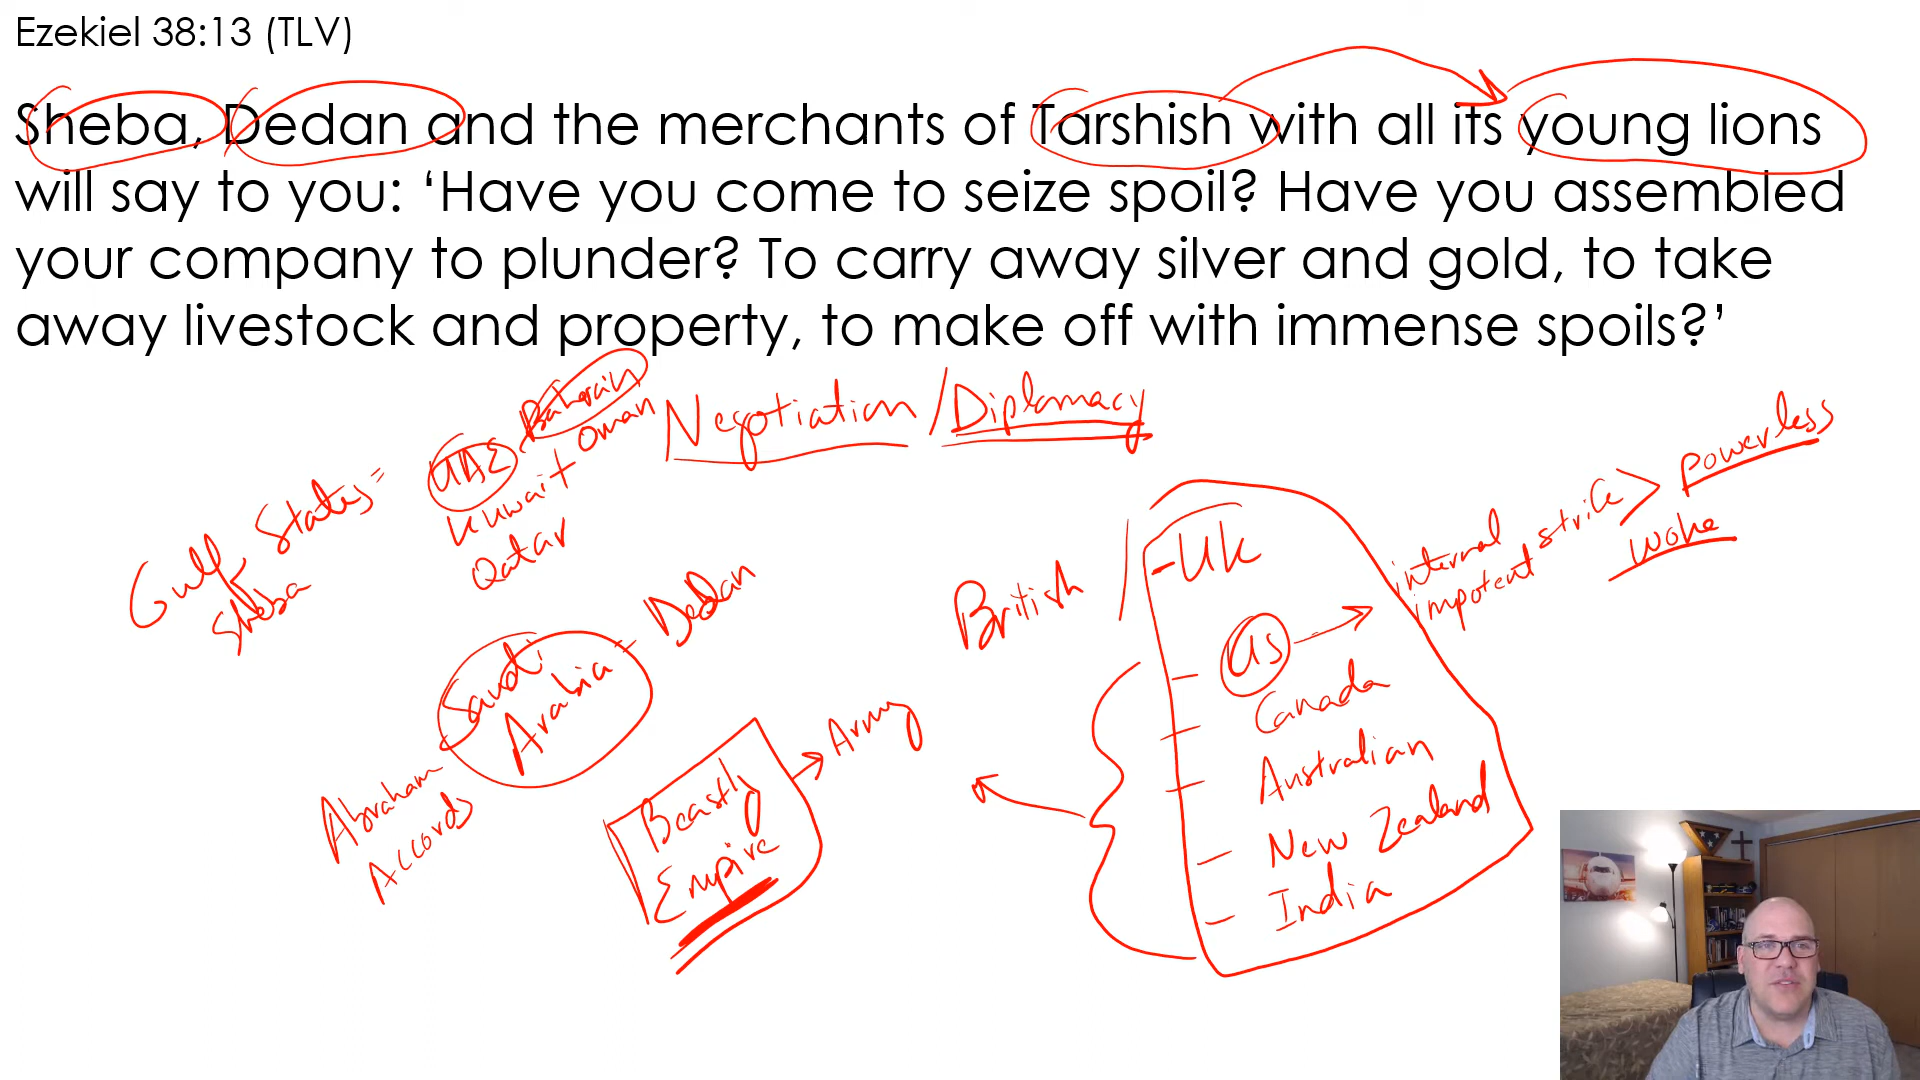 Ezekiel 38:13 (TLV)
Sheba, Dedan and the merchants of Tarshish with all its young lions
will say to you: ‘Have you come to seize spoil? Have you assembled
your company to plunder? To carry away silver and gold, to take
away livestock and property, to make off with immense spoils?’
Negotiation / Diplomacy
Gulf States =
Sheba
UAE
Bahrain
Oman
Kuwait
Qatar
Saudi
Arabia = Dedan
Abraham
Accords
Beastly
Empire
Army
British
- UK
- US
- Canada
- Australian
- New Zealand
- India
internal strife
impotent
Powerless
woke